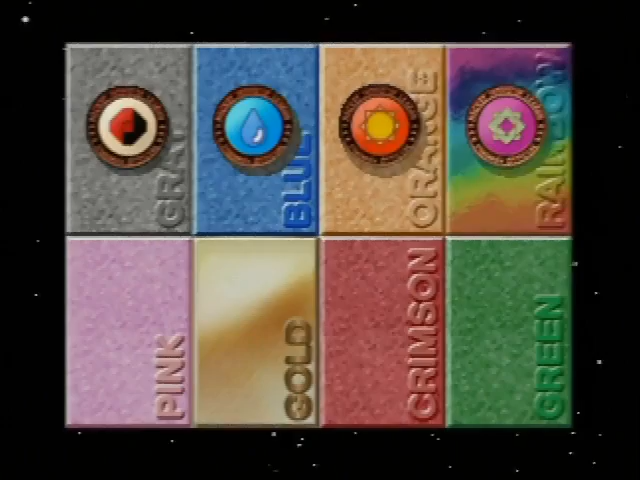 GRAY
BLUE
ORANGE
RAINBOW
PINK
GOLD
CRIMSON
GREEN